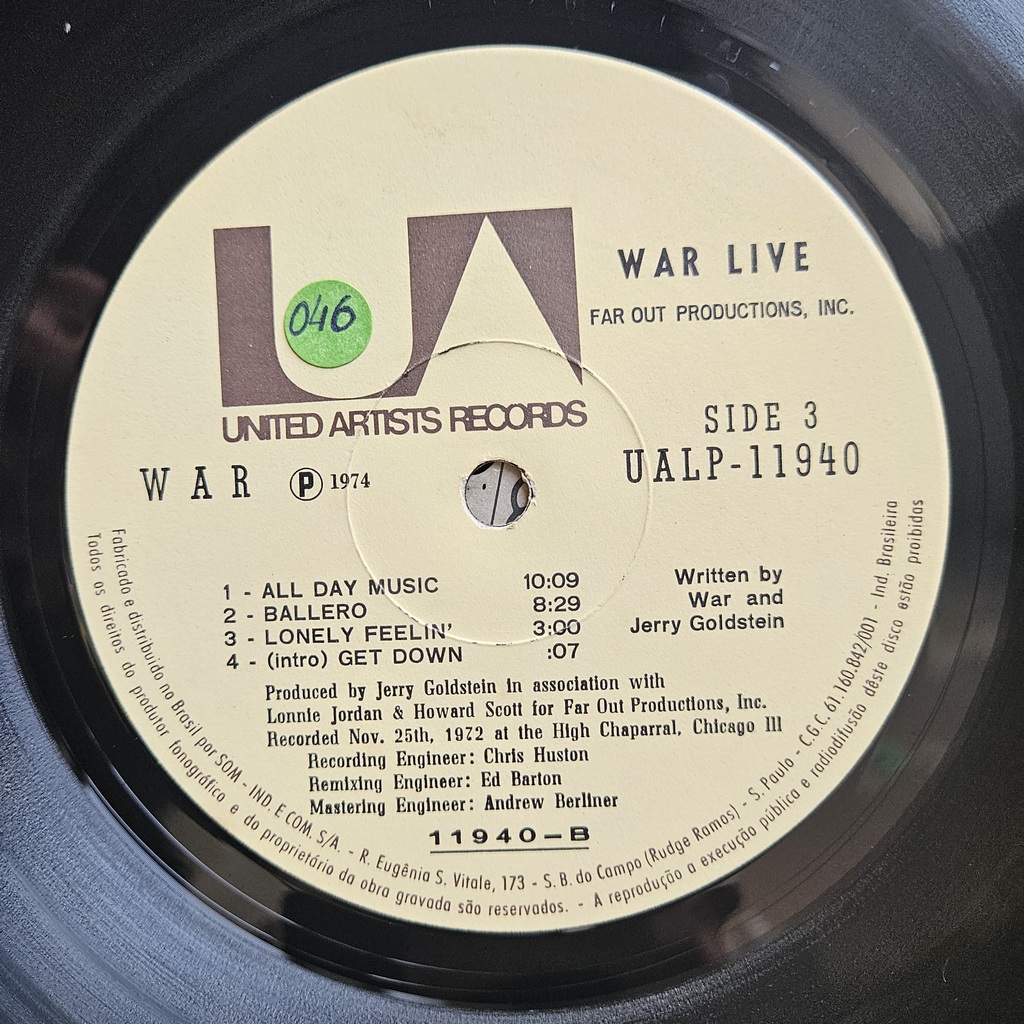 UA
046
UNITED ARTISTS RECORDS
WAR LIVE
FAR OUT PRODUCTIONS, INC.
SIDE 3
UALP-11940
WAR Ⓟ 1974
1 - ALL DAY MUSIC 10:09
2 - BALLERO 8:29
3 - LONELY FEELIN' 3:00
4 - (intro) GET DOWN :07
Written by
War and
Jerry Goldstein
Produced by Jerry Goldstein in association with
Lonnie Jordan & Howard Scott for Far Out Productions, Inc.
Recorded Nov. 25th, 1972 at the High Chaparral, Chicago Ill
Recording Engineer: Chris Huston
Remixing Engineer: Ed Barton
Mastering Engineer: Andrew Berliner
11940-B
Fabricado e distribuido no Brasil por SOM - IND. E COM. S/A. - R. Eugênia S. Vitale, 173 - S. B. do Campo (Rudge Ramos) - S. Paulo - C.G.C. 61.160.842/001 - Ind. Brasileira
Todos os direitos do produtor fonográfico e do proprietário da obra gravada são reservados. - A reprodução a execução pública e radiodifusão dêste disco estão proibidas